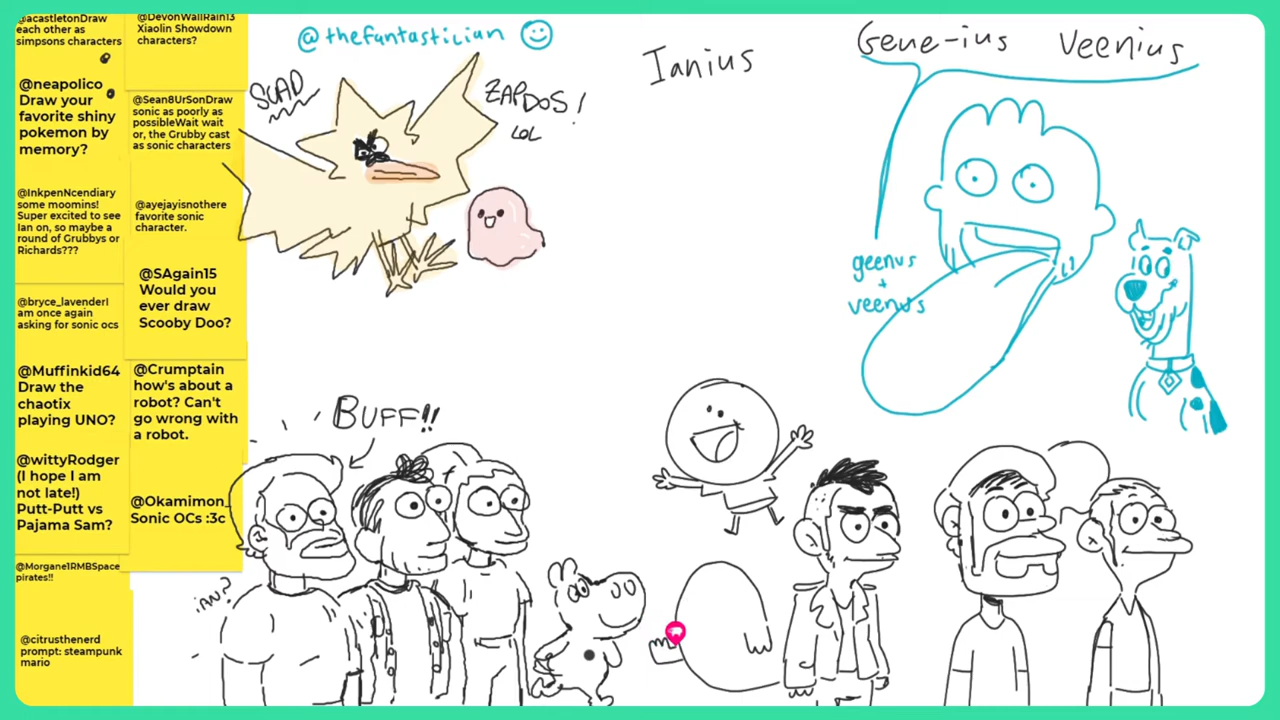 @acastletonDraw
each other as
simpsons characters
@DevonWallRain13
Xiaolin Showdown
characters?
@neapolico
Draw your
favorite shiny
pokemon by
memory?
@Sean8UrSonDraw
sonic as poorly as
possibleWait wait
or, the Grubby cast
as sonic characters
@InkpenNcendiary
some moomins!
Super excited to see
Ian on, so maybe a
round of Grubbys or
Richards???
@ayejayisnothere
favorite sonic
character.
@SAgain15
Would you
ever draw
Scooby Doo?
@bryce_lavenderI
am once again
asking for sonic ocs
@Muffinkid64
Draw the
chaotix
playing UNO?
@Crumptain
how's about a
robot? Can't
go wrong with
a robot.
@wittyRodger
(I hope I am
not late!)
Putt-Putt vs
Pajama Sam?
@Okamimon_
Sonic OCs :3c
@Morgane1RMBSpace
pirates!!
@citrusthenerd
prompt: steampunk
mario
@thefuntastician
SCAD
ZAPDOS!
LOL
Ianius
Gene-ius
Veenius
geenus
+
veenus
BUFF!!
iAN?